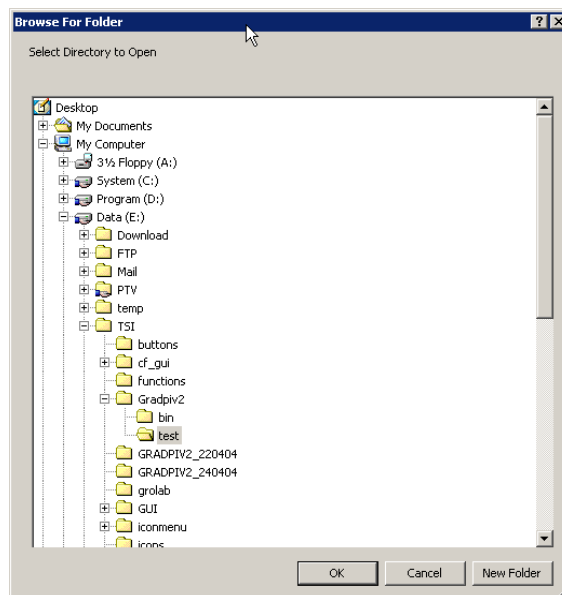 Browse For Folder
Select Directory to Open
Desktop
My Documents
My Computer
3½ Floppy (A:)
System (C:)
Program (D:)
Data (E:)
Download
FTP
Mail
PTV
temp
TSI
buttons
cf_gui
functions
Gradpiv2
bin
test
GRADPIV2_220404
GRADPIV2_240404
grolab
GUI
iconmenu
icons
OK Cancel New Folder